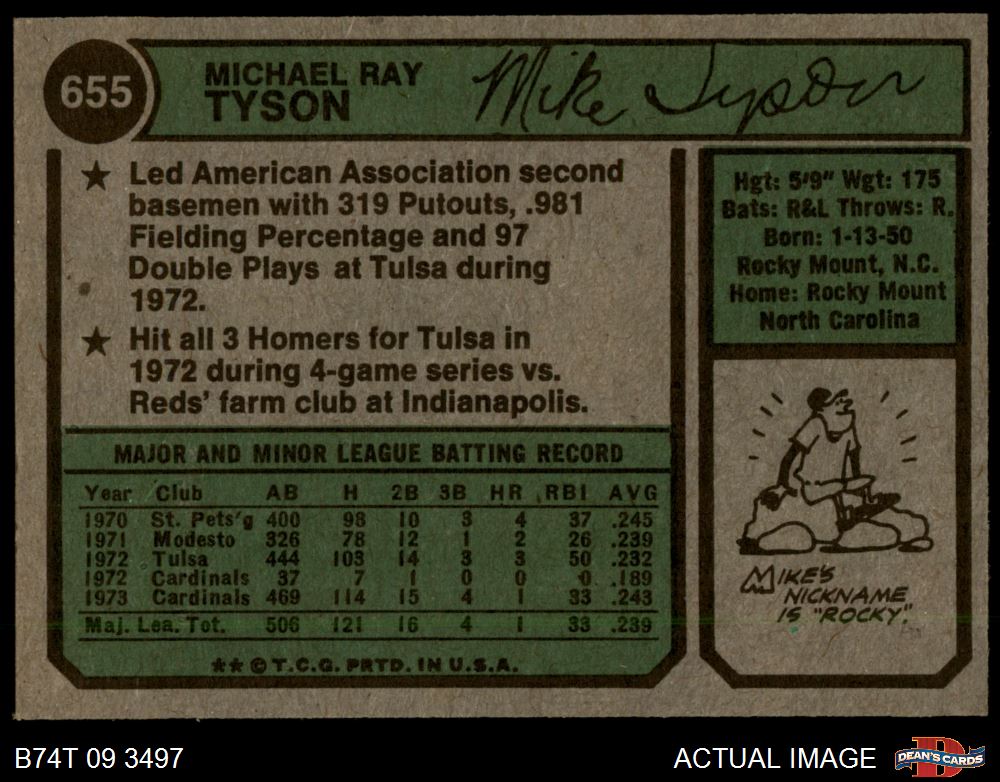 655
MICHAEL RAY
TYSON
Mike Tyson
★ Led American Association second
basemen with 319 Putouts, .981
Fielding Percentage and 97
Double Plays at Tulsa during
1972.
★ Hit all 3 Homers for Tulsa in
1972 during 4-game series vs.
Reds' farm club at Indianapolis.
MAJOR AND MINOR LEAGUE BATTING RECORD
Year Club AB H 2B 3B HR RBI AVG
1970 St. Pets'g 400 98 10 3 4 37 .245
1971 Modesto 326 78 12 1 2 26 .239
1972 Tulsa 444 103 14 3 3 50 .232
1972 Cardinals 37 7 1 0 0 0 .189
1973 Cardinals 469 114 15 4 1 33 .243
Maj. Lea. Tot. 506 121 16 4 1 33 .239
★★ © T.C.G. PRTD. IN U.S.A.
Hgt: 5'9" Wgt: 175
Bats: R&L Throws: R.
Born: 1-13-50
Rocky Mount, N.C.
Home: Rocky Mount
North Carolina
MIKE'S
NICKNAME
IS "ROCKY."
B74T 09 3497
ACTUAL IMAGE
D
DEAN'S CARDS